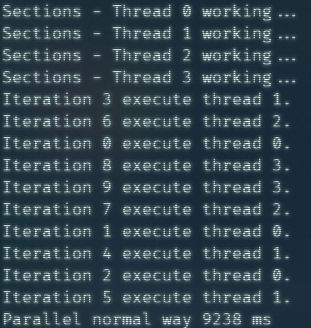 Sections - Thread 0 working...
Sections - Thread 1 working...
Sections - Thread 2 working...
Sections - Thread 3 working...
Iteration 3 execute thread 1.
Iteration 6 execute thread 2.
Iteration 0 execute thread 0.
Iteration 8 execute thread 3.
Iteration 9 execute thread 3.
Iteration 7 execute thread 2.
Iteration 1 execute thread 0.
Iteration 4 execute thread 1.
Iteration 2 execute thread 0.
Iteration 5 execute thread 1.
Parallel normal way 9238 ms